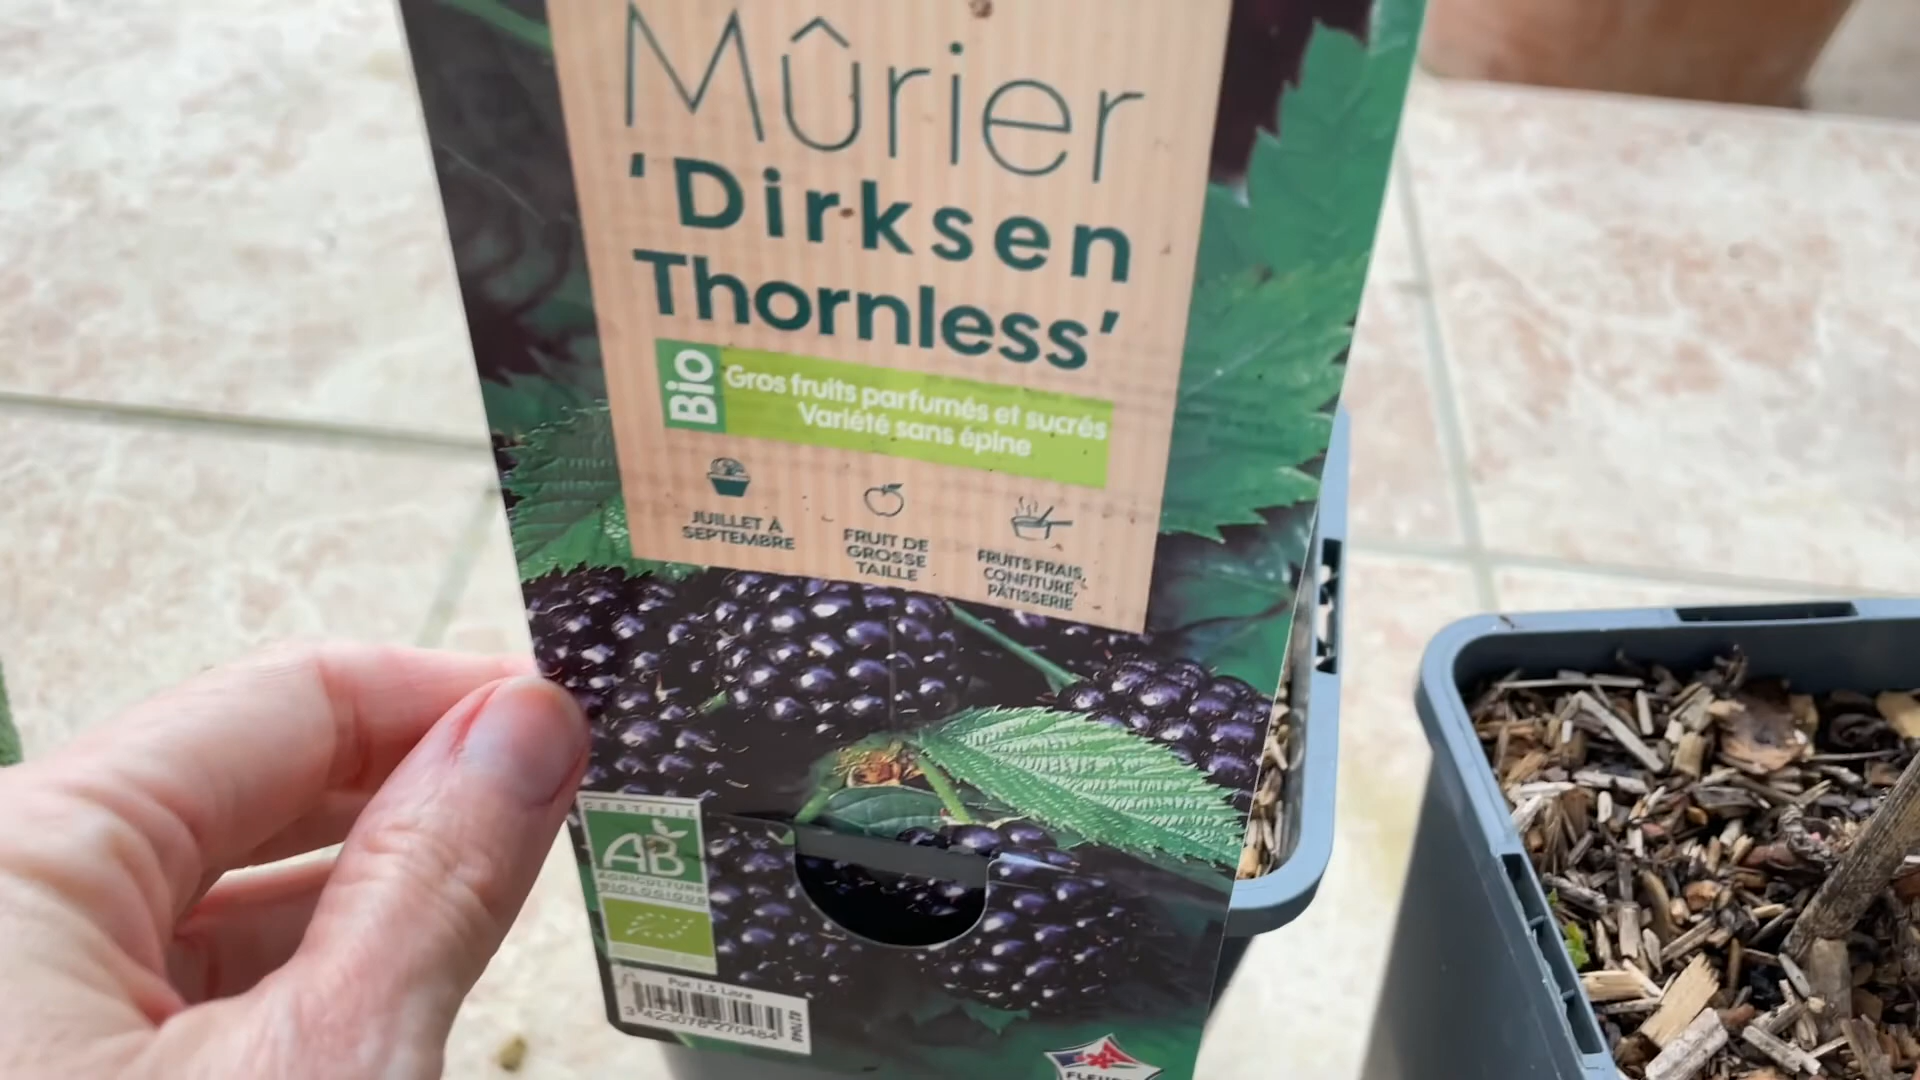 Mûrier
'Dirksen
Thornless'
Bio
Gros fruits parfumés et sucrés
Variété sans épine
JUILLET À
SEPTEMBRE
FRUIT DE
GROSSE
TAILLE
FRUITS FRAIS,
CONFITURE,
PÂTISSERIE
CERTIFIÉ
AB
AGRICULTURE
BIOLOGIQUE
Pot 1,5 Litre
3 423078 270484